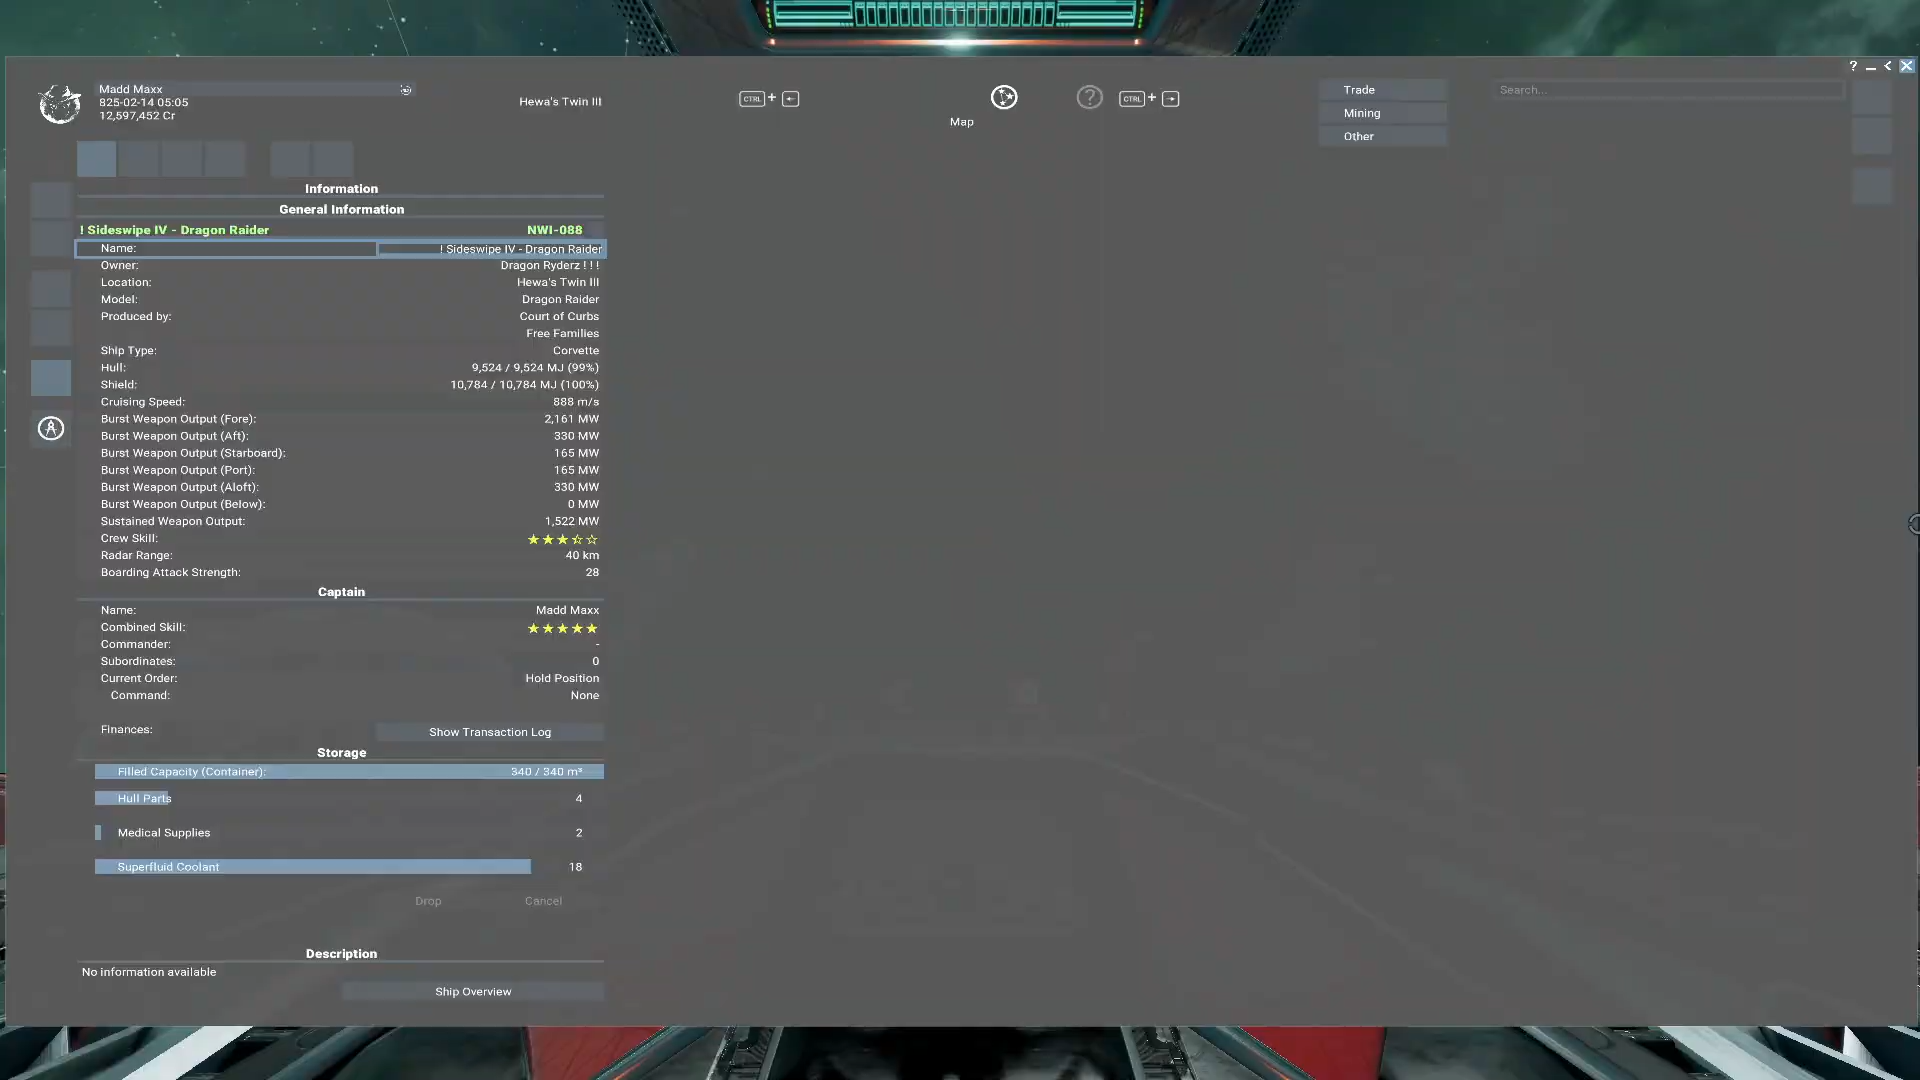 ? _ < X
Madd Maxx
825-02-14 05:05
12,597,452 Cr
Hewa's Twin III
CTRL +
Map
?
CTRL +
Trade
Mining
Other
Search...
Information
General Information
! Sideswipe IV - Dragon Raider NWI-088
Name: ! Sideswipe IV - Dragon Raider
Owner: Dragon Ryderz ! ! !
Location: Hewa's Twin III
Model: Dragon Raider
Produced by: Court of Curbs
Free Families
Ship Type: Corvette
Hull: 9,524 / 9,524 MJ (99%)
Shield: 10,784 / 10,784 MJ (100%)
Cruising Speed: 888 m/s
Burst Weapon Output (Fore): 2,161 MW
Burst Weapon Output (Aft): 330 MW
Burst Weapon Output (Starboard): 165 MW
Burst Weapon Output (Port): 165 MW
Burst Weapon Output (Aloft): 330 MW
Burst Weapon Output (Below): 0 MW
Sustained Weapon Output: 1,522 MW
Crew Skill:
Radar Range: 40 km
Boarding Attack Strength: 28
Captain
Name: Madd Maxx
Combined Skill:
Commander: -
Subordinates: 0
Current Order: Hold Position
Command: None
Finances: Show Transaction Log
Storage
Filled Capacity (Container): 340 / 340 m³
Hull Parts 4
Medical Supplies 2
Superfluid Coolant 18
Drop Cancel
Description
No information available
Ship Overview